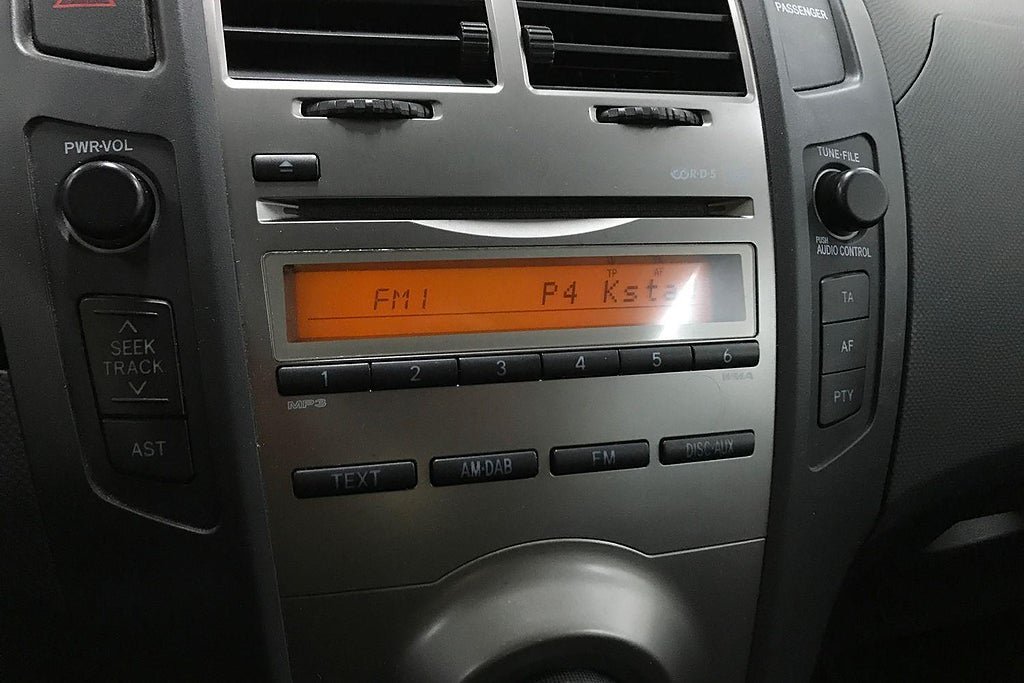 PASSENGER
PWR·VOL
TUNE·FILE
R·D·S
PUSH
AUDIO CONTROL
TP AF
FM1 P4 Ksta
TA
SEEK
TRACK
AF
1 2 3 4 5 6
MP3 WMA
PTY
AST
TEXT AM·DAB FM DISC·AUX